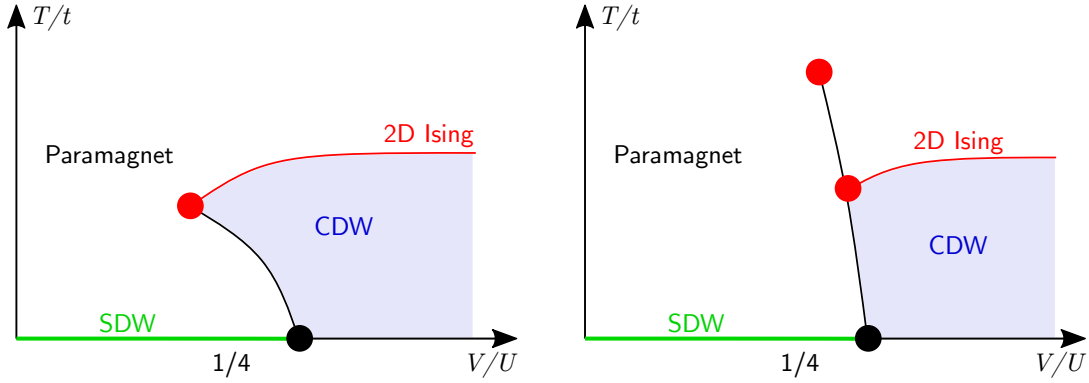 T/t
2D Ising
Paramagnet
CDW
SDW
1/4
V/U
T/t
2D Ising
Paramagnet
CDW
SDW
1/4
V/U